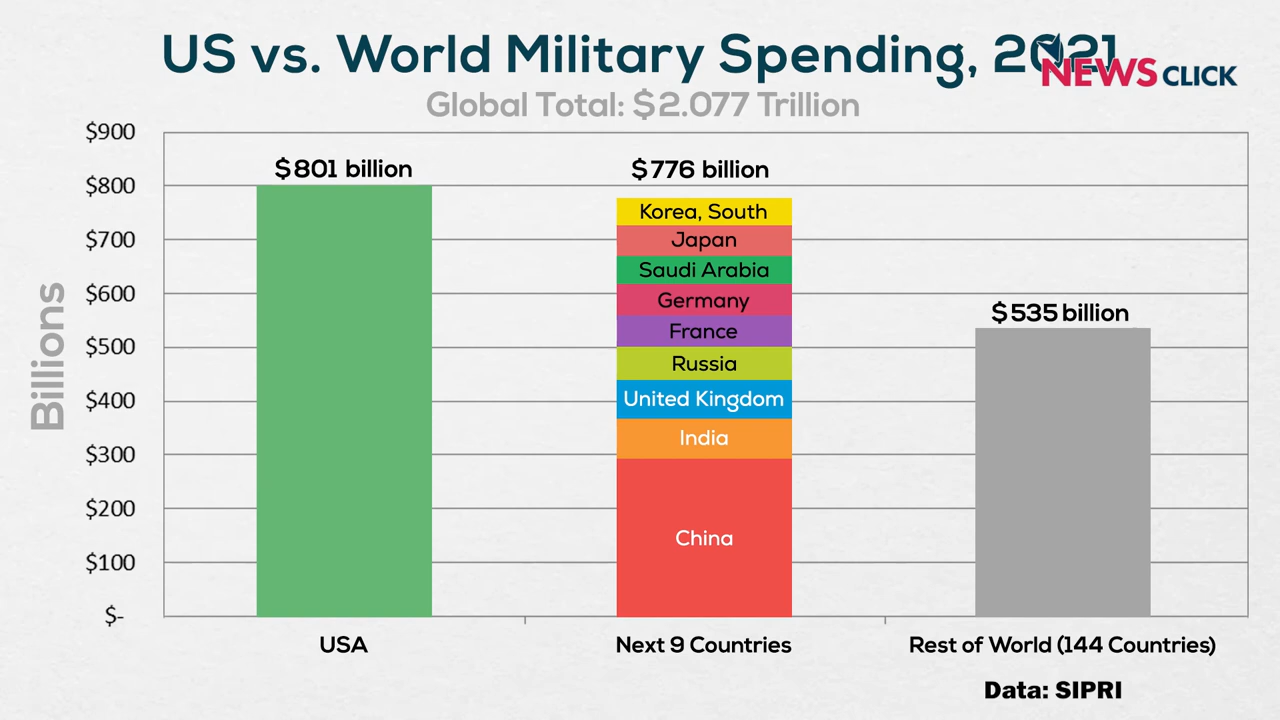 US vs. World Military Spending, 2021
NEWS CLICK
Global Total: $2.077 Trillion
Billions
$900
$800
$700
$600
$500
$400
$300
$200
$100
$-
$801 billion
$776 billion
Korea, South
Japan
Saudi Arabia
Germany
France
Russia
United Kingdom
India
China
$535 billion
USA
Next 9 Countries
Rest of World (144 Countries)
Data: SIPRI